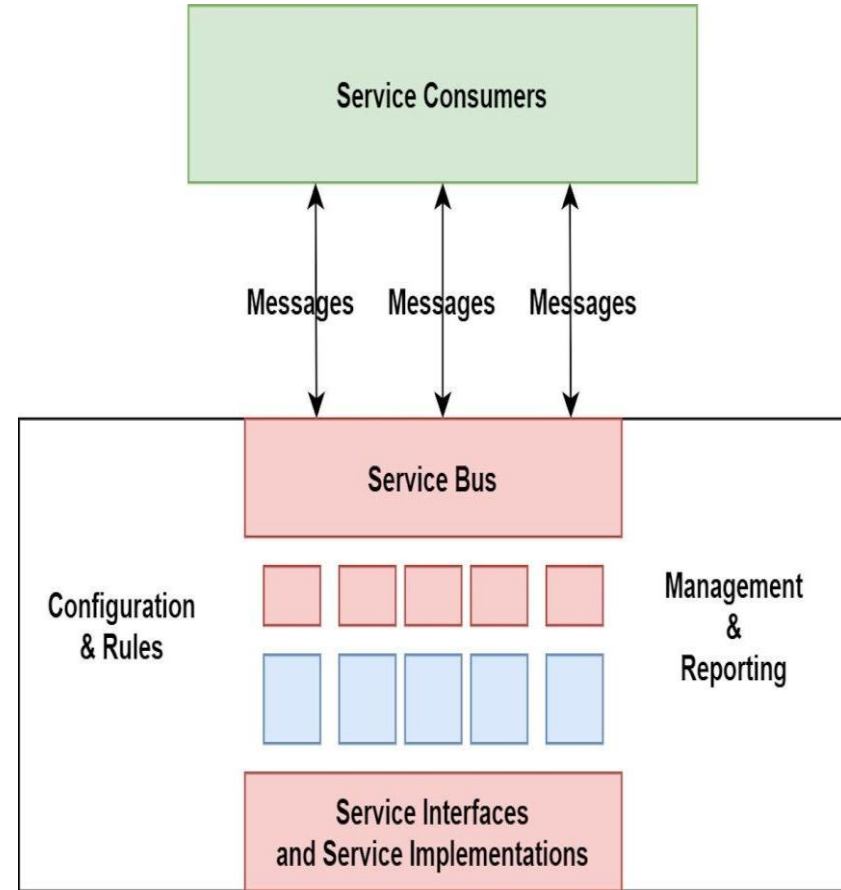 Service Consumers
Messages Messages Messages
Service Bus
Configuration
& Rules
Management
&
Reporting
Service Interfaces
and Service Implementations